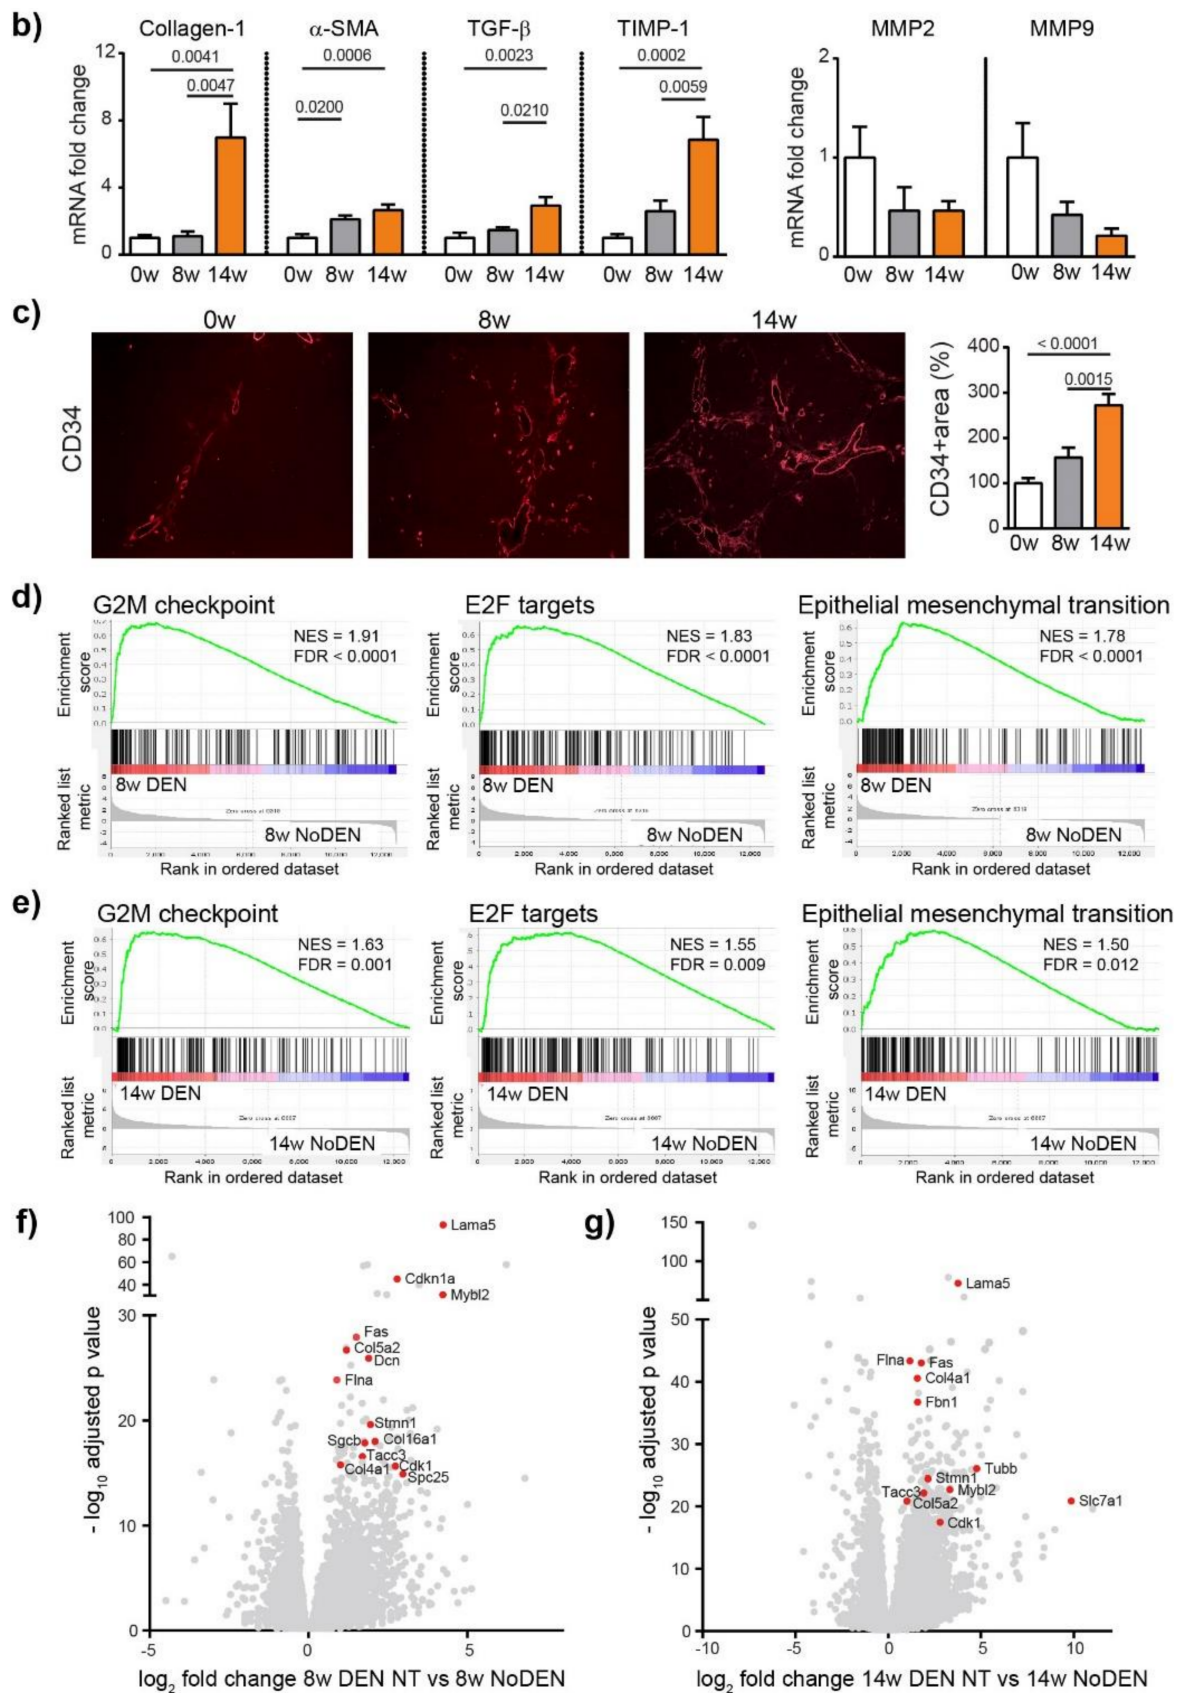 b)
Collagen-1 α-SMA TGF-β TIMP-1 MMP2 MMP9
mRNA fold change
12
8
4
0
0.0041 0.0006 0.0023 0.0002
0.0047 0.0059
0.0200 0.0210
0w 8w 14w 0w 8w 14w 0w 8w 14w 0w 8w 14w
mRNA fold change
2
1
0
0w 8w 14w 0w 8w 14w
c)
0w 8w 14w
CD34
CD34+area (%)
400
300
200
100
0
< 0.0001
0.0015
0w 8w 14w
d)
G2M checkpoint E2F targets Epithelial mesenchymal transition
Enrichment score
NES = 1.91
FDR < 0.0001
Enrichment score
NES = 1.83
FDR < 0.0001
Enrichment score
NES = 1.78
FDR < 0.0001
8w DEN 8w DEN 8w DEN
Ranked list metric Ranked list metric Ranked list metric
8w NoDEN 8w NoDEN 8w NoDEN
Rank in ordered dataset Rank in ordered dataset Rank in ordered dataset
e)
G2M checkpoint E2F targets Epithelial mesenchymal transition
Enrichment score
NES = 1.63
FDR = 0.001
Enrichment score
NES = 1.55
FDR = 0.009
Enrichment score
NES = 1.50
FDR = 0.012
14w DEN 14w DEN 14w DEN
Ranked list metric Ranked list metric Ranked list metric
14w NoDEN 14w NoDEN 14w NoDEN
Rank in ordered dataset Rank in ordered dataset Rank in ordered dataset
f)
- log10 adjusted p value
100
80
60
40
30
20
10
0
Lama5
Cdkn1a
Mybl2
Fas
Col5a2
Dcn
Flna
Stmn1
Sgcb Col16a1
Tacc3
Col4a1 Cdk1
Spc25
-5 0 5
log2 fold change 8w DEN NT vs 8w NoDEN
g)
- log10 adjusted p value
150
100
50
40
30
20
10
0
Lama5
Flna Fas
Col4a1
Fbn1
Tubb
Stmn1
Tacc3 Mybl2
Col5a2 Slc7a1
Cdk1
-10 -5 0 5 10
log2 fold change 14w DEN NT vs 14w NoDEN